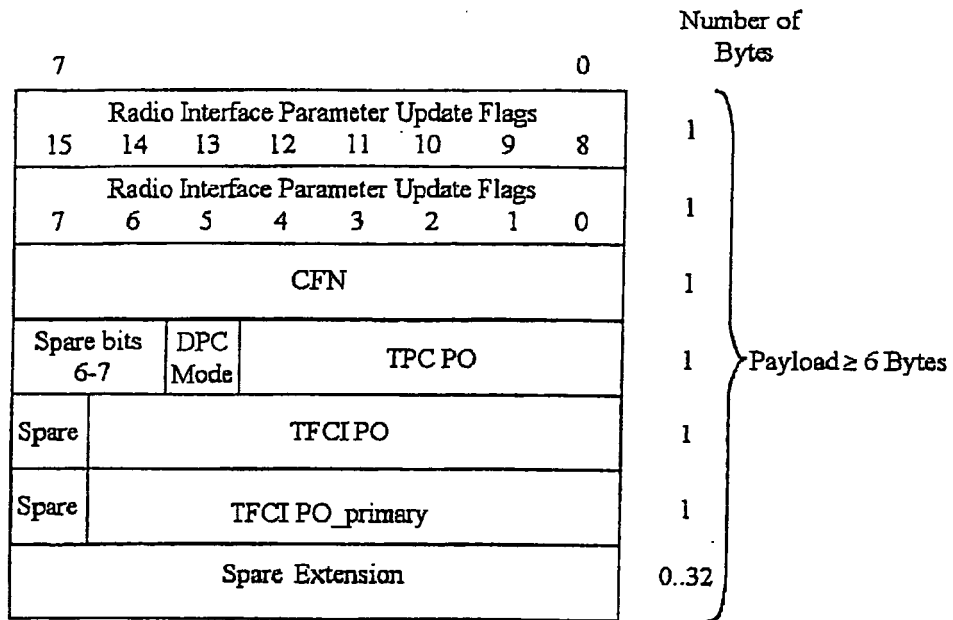 Number of
Bytes
7 0
Radio Interface Parameter Update Flags
15 14 13 12 11 10 9 8
1
Radio Interface Parameter Update Flags
7 6 5 4 3 2 1 0
1
CFN
1
Spare bits
6-7
DPC
Mode
TPC PO
1
Payload ≥ 6 Bytes
Spare
TFCI PO
1
Spare
TFCI PO_primary
1
Spare Extension
0..32